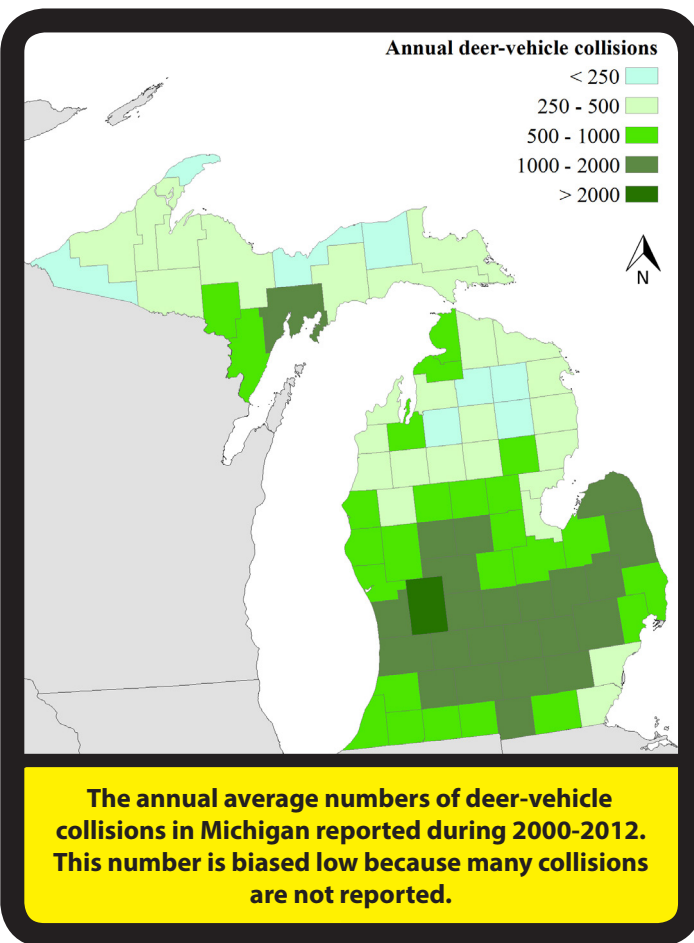 Annual deer-vehicle collisions
< 250
250 - 500
500 - 1000
1000 - 2000
> 2000
N
The annual average numbers of deer-vehicle
collisions in Michigan reported during 2000-2012.
This number is biased low because many collisions
are not reported.